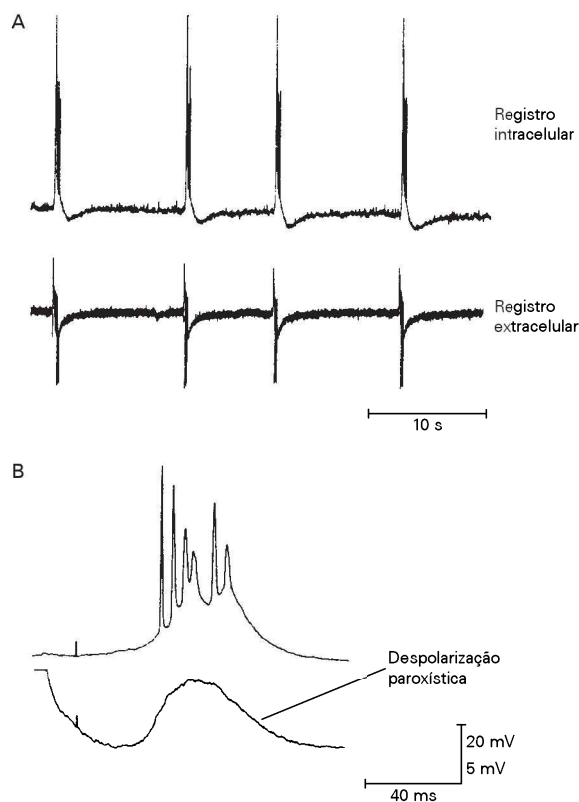 A
Registro
intracelular
Registro
extracelular
10 s
B
Despolarização
paroxística
20 mV
5 mV
40 ms